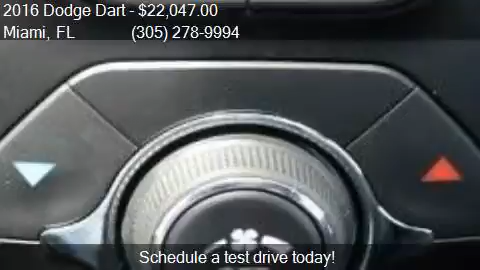 2016 Dodge Dart - $22,047.00
Miami, FL (305) 278-9994
Schedule a test drive today!